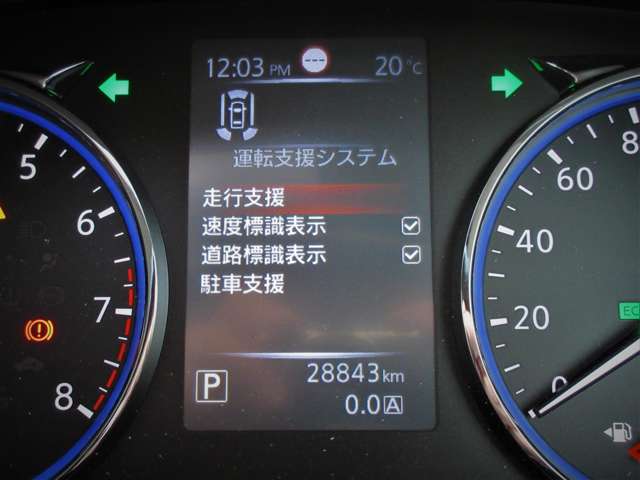 12:03 PM --- 20°C
運転支援システム
走行支援
速度標識表示
道路標識表示
駐車支援
P 28843km
0.0 A
5
6
7
8
80
60
40
20
0
EC